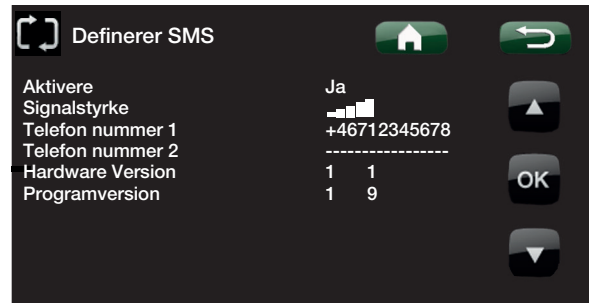 Definerer SMS
Aktivere Ja
Signalstyrke
Telefon nummer 1 +46712345678
Telefon nummer 2 -----------------
Hardware Version 1 1
Programversion 1 9
OK